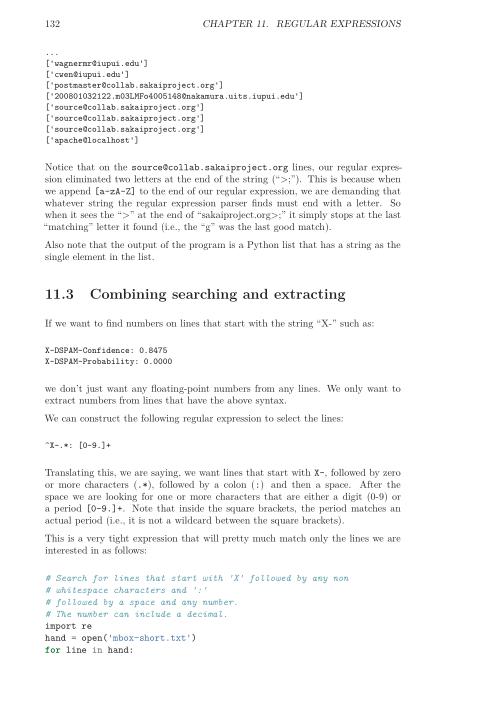 132 CHAPTER 11. REGULAR EXPRESSIONS
...
['wagnermr@iupui.edu']
['cwen@iupui.edu']
['postmaster@collab.sakaiproject.org']
['200801032122.m03LMFo4005148@nakamura.uits.iupui.edu']
['source@collab.sakaiproject.org']
['source@collab.sakaiproject.org']
['source@collab.sakaiproject.org']
['apache@localhost']
Notice that on the source@collab.sakaiproject.org lines, our regular expres-
sion eliminated two letters at the end of the string (“>;”). This is because when
we append [a-zA-Z] to the end of our regular expression, we are demanding that
whatever string the regular expression parser finds must end with a letter. So
when it sees the “>” at the end of “sakaiproject.org>;” it simply stops at the last
“matching” letter it found (i.e., the “g” was the last good match).
Also note that the output of the program is a Python list that has a string as the
single element in the list.
11.3 Combining searching and extracting
If we want to find numbers on lines that start with the string “X-” such as:
X-DSPAM-Confidence: 0.8475
X-DSPAM-Probability: 0.0000
we don’t just want any floating-point numbers from any lines. We only want to
extract numbers from lines that have the above syntax.
We can construct the following regular expression to select the lines:
^X-.*: [0-9.]+
Translating this, we are saying, we want lines that start with X-, followed by zero
or more characters (.*), followed by a colon (:) and then a space. After the
space we are looking for one or more characters that are either a digit (0-9) or
a period [0-9.]+. Note that inside the square brackets, the period matches an
actual period (i.e., it is not a wildcard between the square brackets).
This is a very tight expression that will pretty much match only the lines we are
interested in as follows:
# Search for lines that start with 'X' followed by any non
# whitespace characters and ':'
# followed by a space and any number.
# The number can include a decimal.
import re
hand = open('mbox-short.txt')
for line in hand: